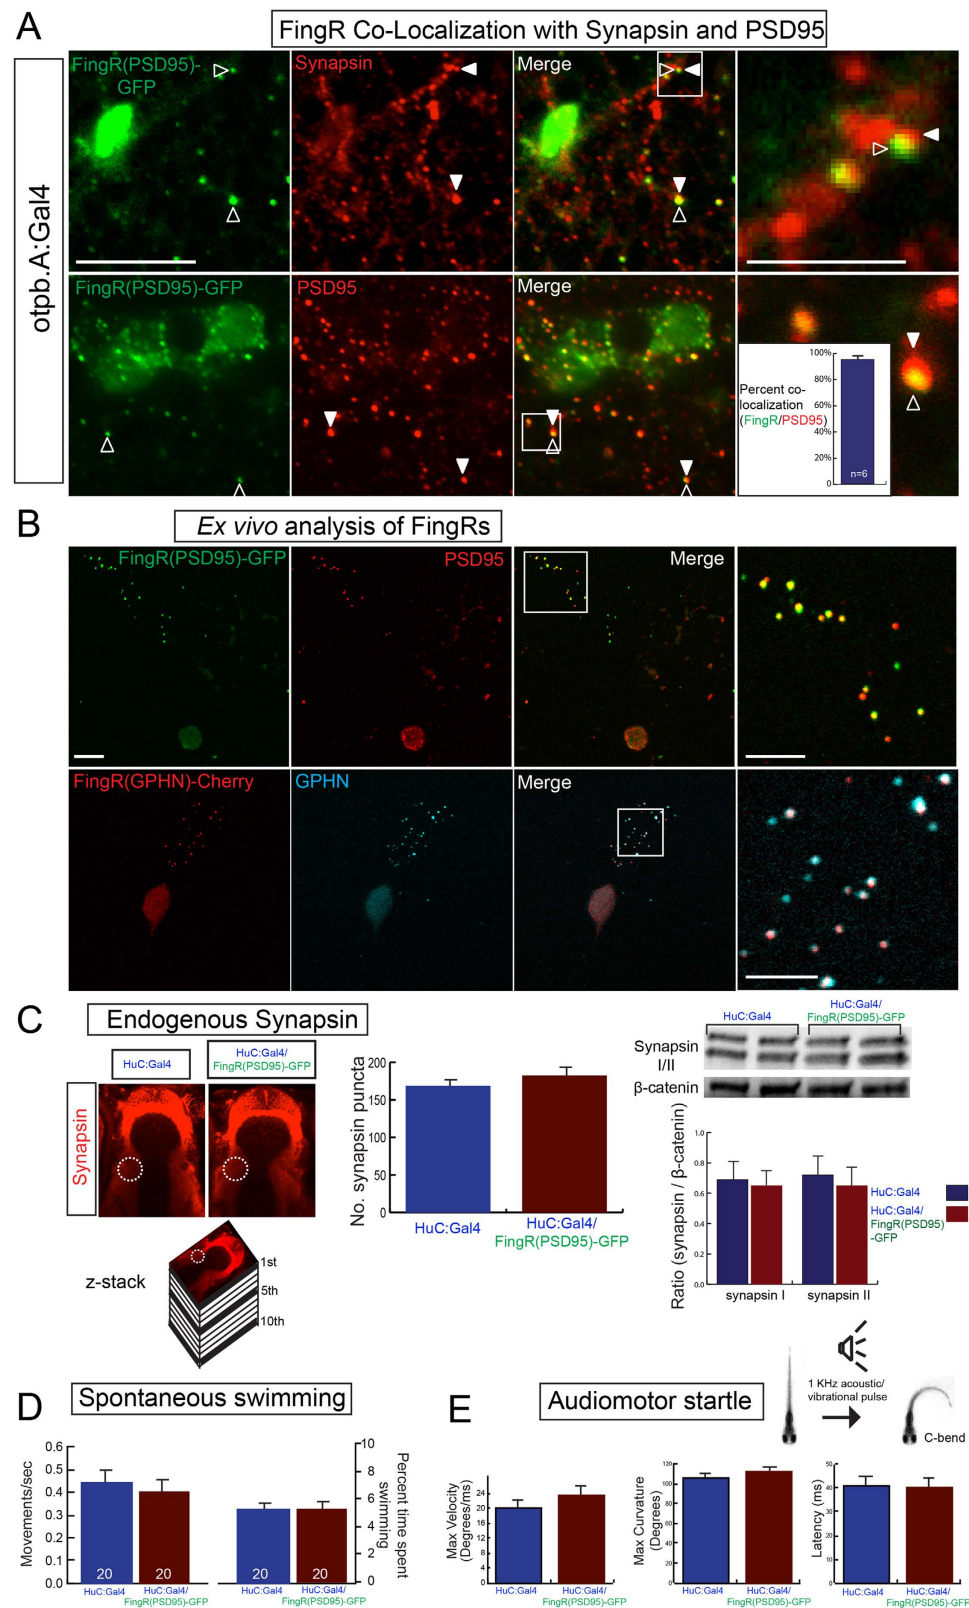 A
FingR Co-Localization with Synapsin and PSD95
otpb.A:Gal4
FingR(PSD95)-
GFP
Synapsin
Merge
FingR(PSD95)-GFP
PSD95
Merge
Percent co-
localization
(FingR/PSD95)
100%
80%
60%
40%
20%
0
n=6
B
Ex vivo analysis of FingRs
FingR(PSD95)-GFP
PSD95
Merge
FingR(GPHN)-Cherry
GPHN
Merge
C
Endogenous Synapsin
HuC:Gal4
HuC:Gal4/
FingR(PSD95)-GFP
Synapsin
z-stack
1st
5th
10th
No. synapsin puncta
200
150
100
50
0
HuC:Gal4
HuC:Gal4/
FingR(PSD95)-GFP
HuC:Gal4
HuC:Gal4/
FingR(PSD95)-GFP
Synapsin
I/II
β-catenin
Ratio (synapsin / β-catenin)
1.0
0.8
0.6
0.4
0.2
0.0
synapsin I
synapsin II
HuC:Gal4
HuC:Gal4/
FingR(PSD95)
-GFP
D
Spontaneous swimming
Movements/sec
0.6
0.5
0.4
0.3
0.2
0.1
0.0
20
20
20
20
HuC:Gal4
HuC:Gal4/
FingR(PSD95)-GFP
HuC:Gal4
HuC:Gal4/
FingR(PSD95)-GFP
10
8
6
4
2
0
Percent time spent
swimming
E
Audiomotor startle
1 KHz acoustic/
vibrational pulse
C-bend
Max Velocity
(Degrees/ms)
24
20
16
12
8
4
0
HuC:Gal4
HuC:Gal4/
FingR(PSD95)-GFP
Max Curvature
(Degrees)
120
100
80
60
40
20
0
HuC:Gal4
HuC:Gal4/
FingR(PSD95)-GFP
Latency (ms)
50
40
30
20
10
0
HuC:Gal4
HuC:Gal4/
FingR(PSD95)-GFP